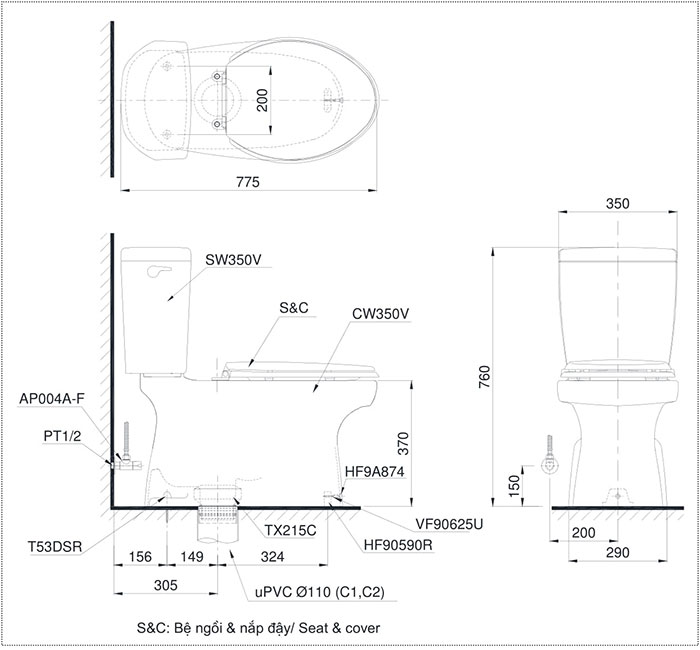 200
775
350
SW350V
S&C
CW350V
760
AP004A-F
PT1/2
370
HF9A874
150
VF90625U
TX215C
T53DSR
HF90590R
200
156
149
324
290
305
uPVC Ø110 (C1,C2)
S&C: Bệ ngồi & nắp đậy/ Seat & cover